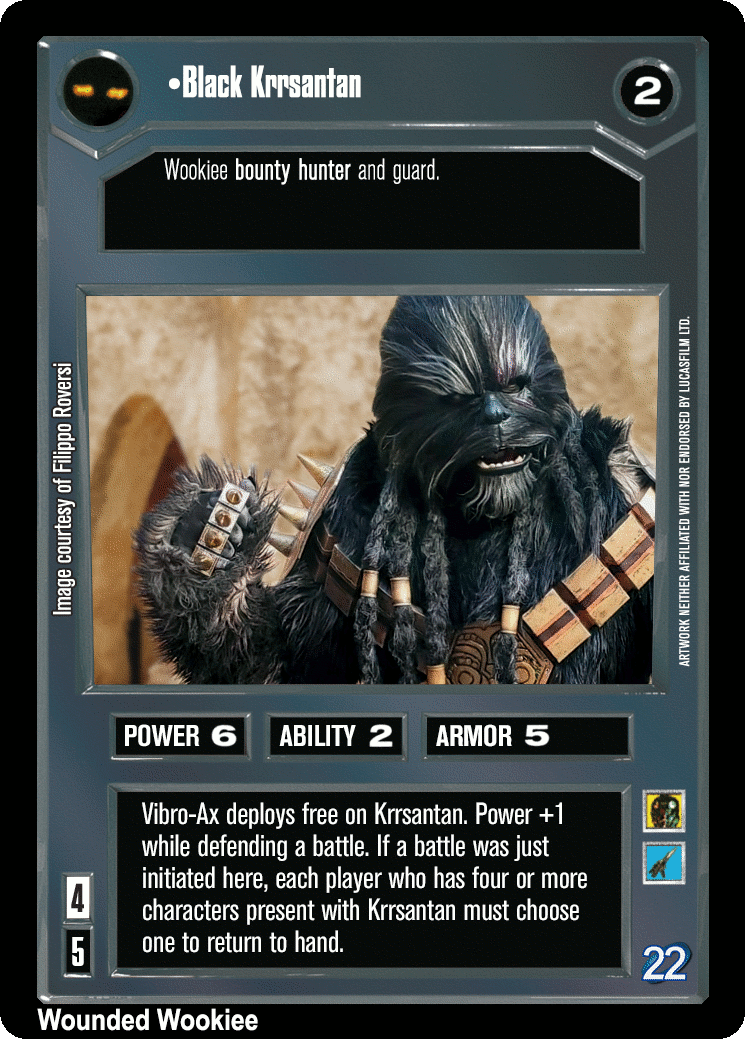 •Black Krrsantan
2
Wookiee bounty hunter and guard.
Image courtesy of Filippo Roversi
ARTWORK NEITHER AFFILIATED WITH NOR ENDORSED BY LUCASFILM LTD.
POWER 6
ABILITY 2
ARMOR 5
Vibro-Ax deploys free on Krrsantan. Power +1
while defending a battle. If a battle was just
initiated here, each player who has four or more
characters present with Krrsantan must choose
one to return to hand.
4
5
22
Wounded Wookiee